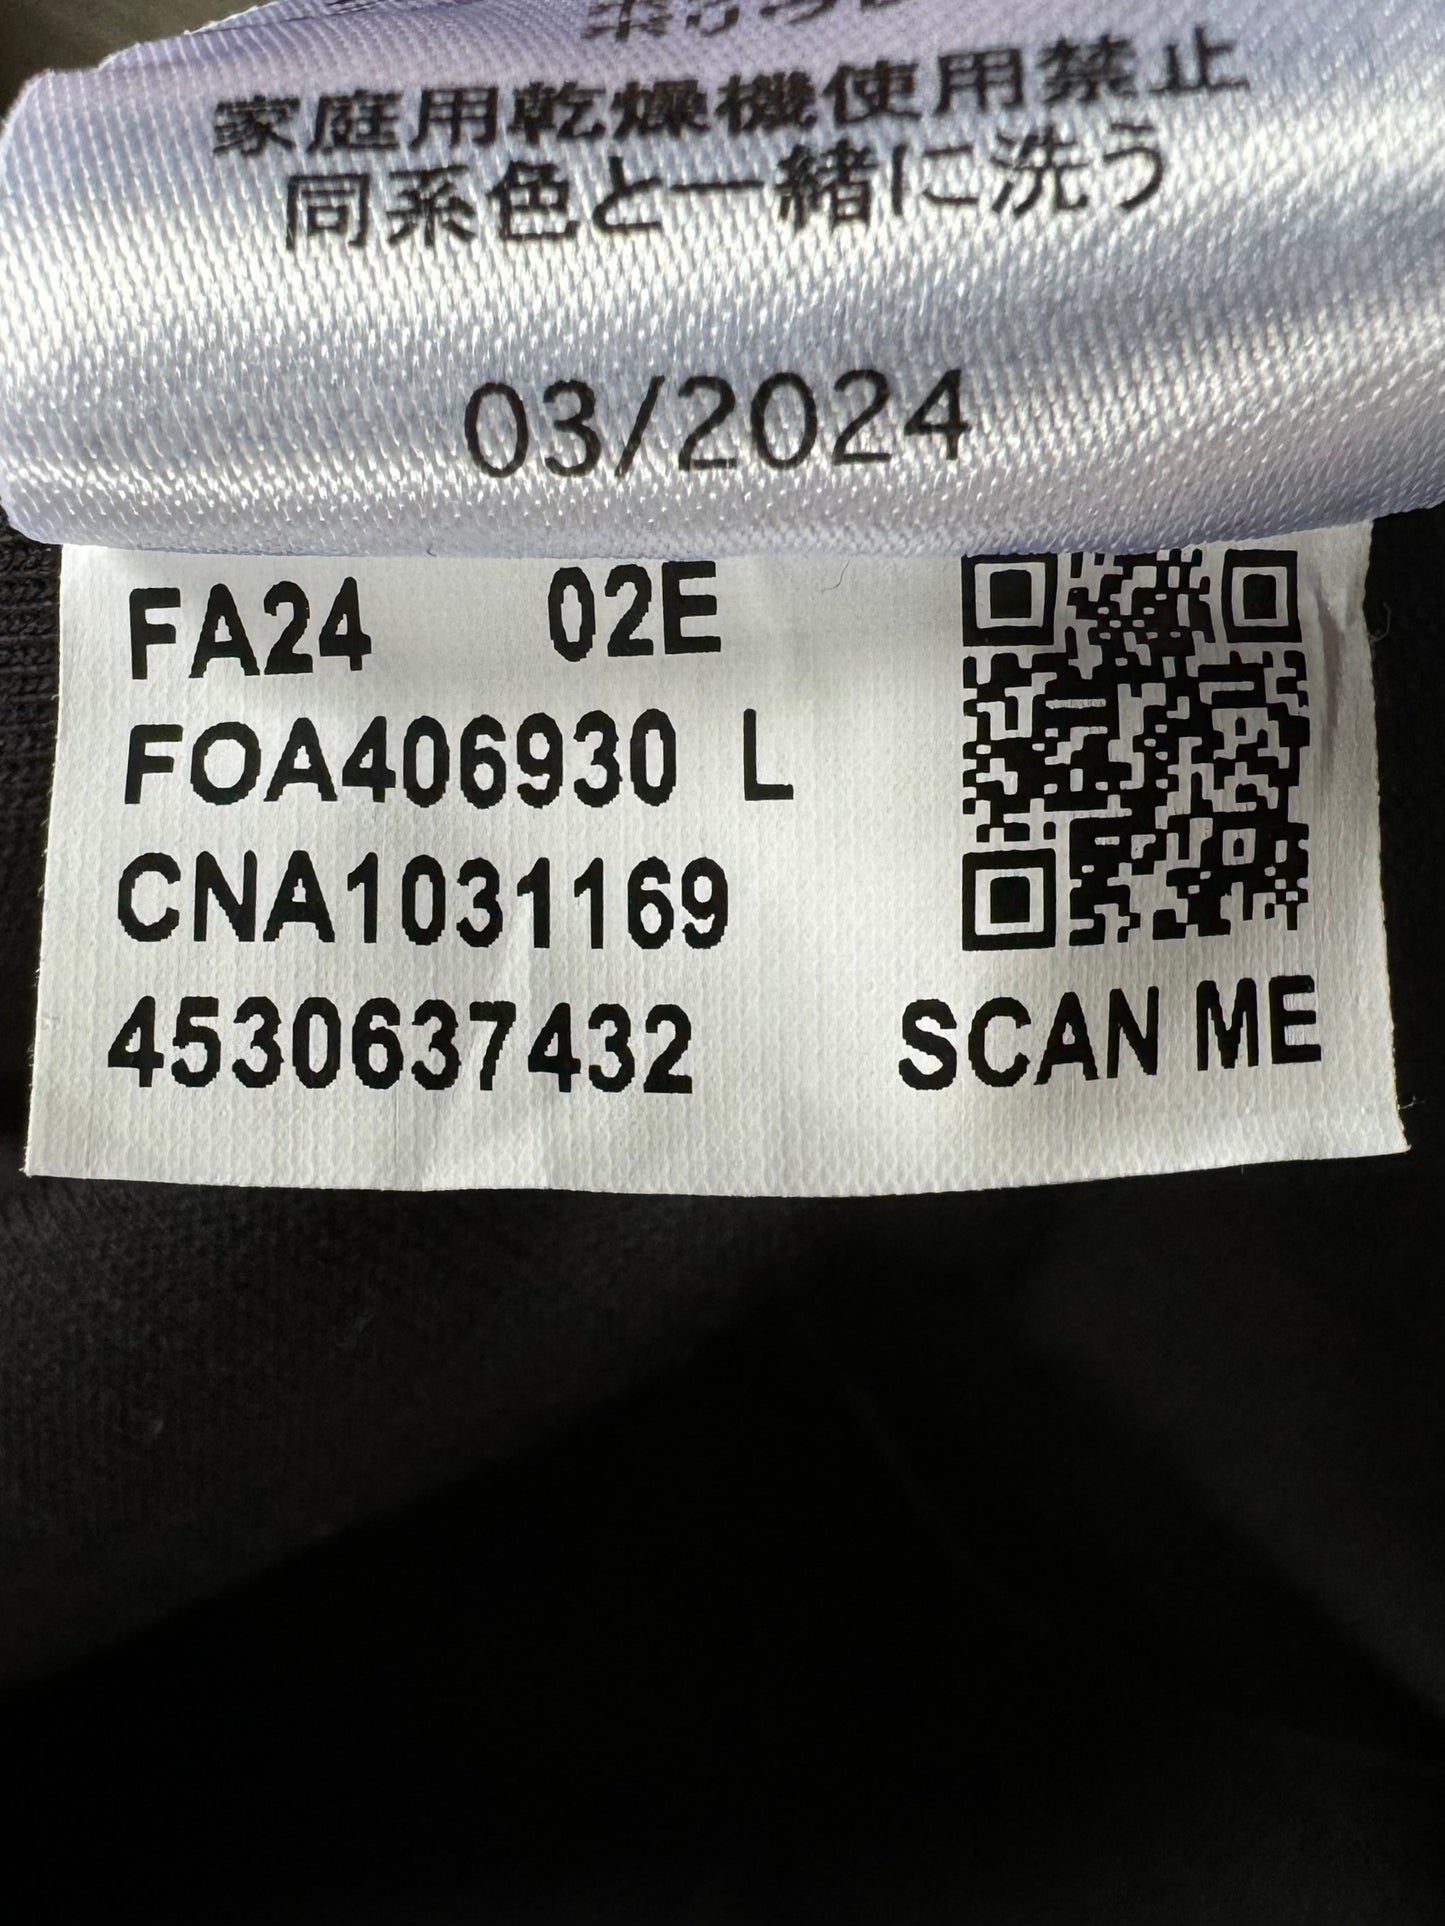 家庭用乾燥機使用禁止
同系色と一緒に洗う
03/2024
FA24 02E
FOA406930 L
CNA1031169
4530637432
SCAN ME